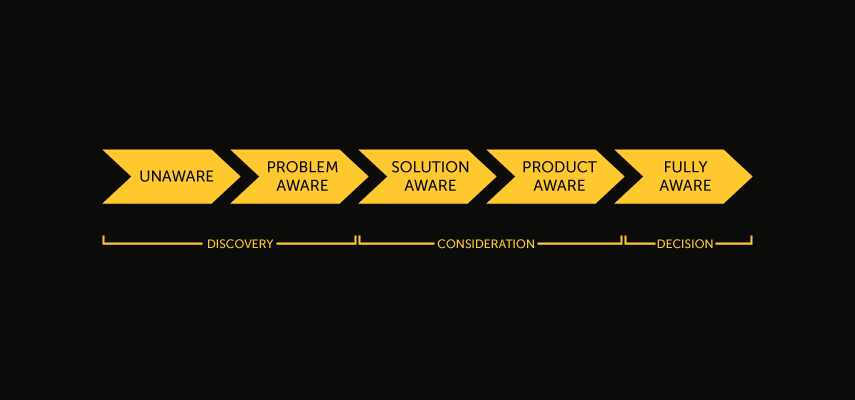 UNAWARE
PROBLEM
AWARE
SOLUTION
AWARE
PRODUCT
AWARE
FULLY
AWARE
DISCOVERY
CONSIDERATION
DECISION